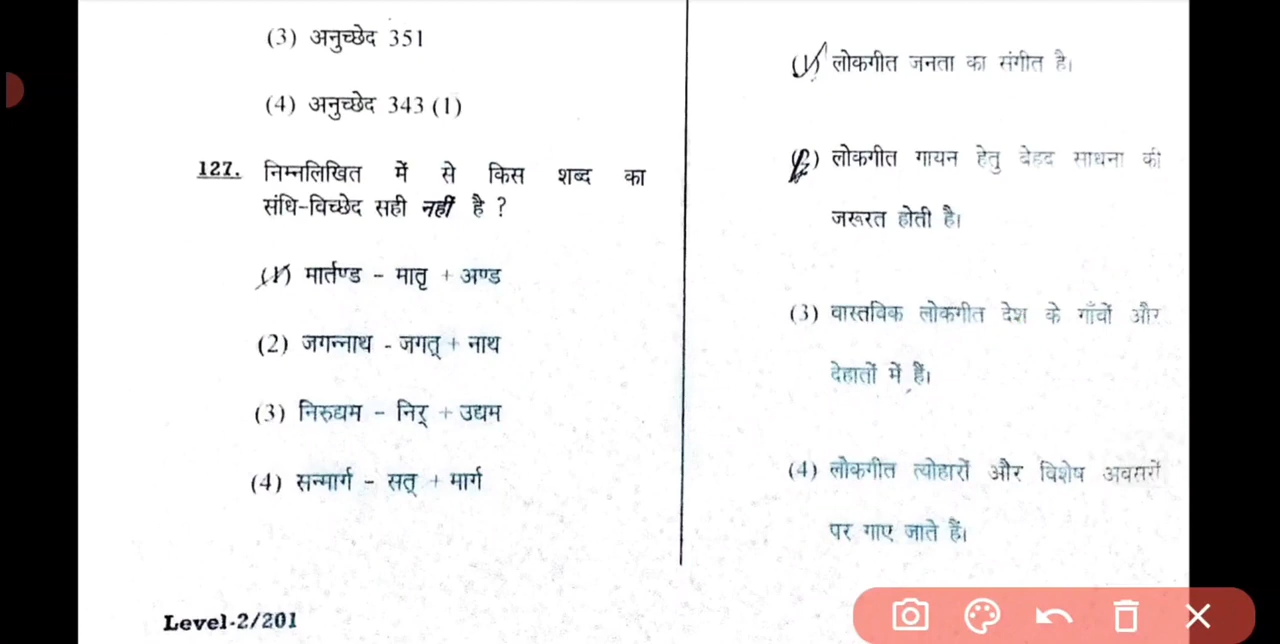 (3) अनुच्छेद 351
(4) अनुच्छेद 343 (1)
127. निम्नलिखित में से किस शब्द का
संधि-विच्छेद सही नहीं है ?
(1) मार्तण्ड - मातृ + अण्ड
(2) जगन्नाथ - जगत् + नाथ
(3) निरुद्यम - निर् + उद्यम
(4) सन्मार्ग - सत् + मार्ग
Level-2/201
(1) लोकगीत जनता का संगीत है।
(2) लोकगीत गायन हेतु बेहद साधना की
जरूरत होती है।
(3) वास्तविक लोकगीत देश के गाँवों और
देहातों में हैं।
(4) लोकगीत त्योहारों और विशेष अवसरों
पर गाए जाते हैं।